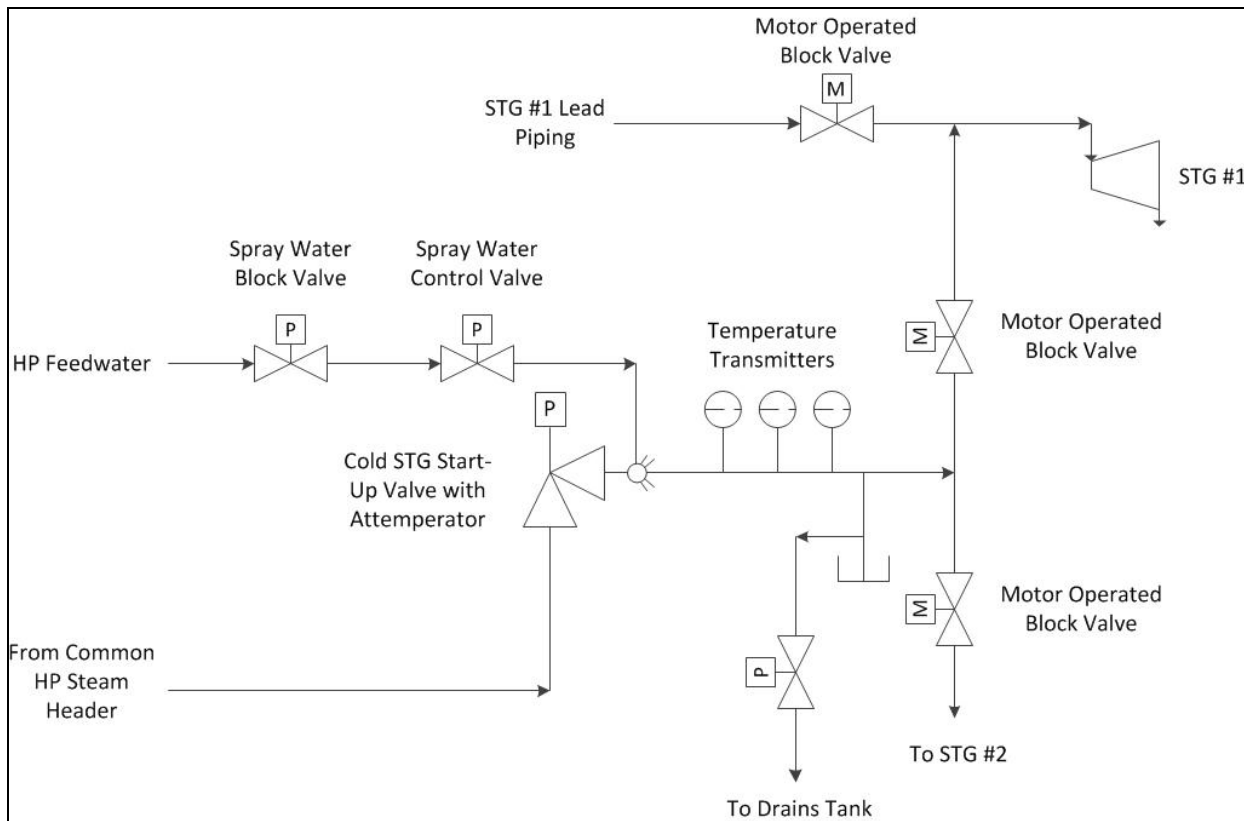 Motor Operated
Block Valve
M
STG #1 Lead
Piping
STG #1
Spray Water
Block Valve
Spray Water
Control Valve
P
P
HP Feedwater
Temperature
Transmitters
M
Motor Operated
Block Valve
P
Cold STG Start-
Up Valve with
Attemperator
M
Motor Operated
Block Valve
From Common
HP Steam
Header
P
To STG #2
To Drains Tank